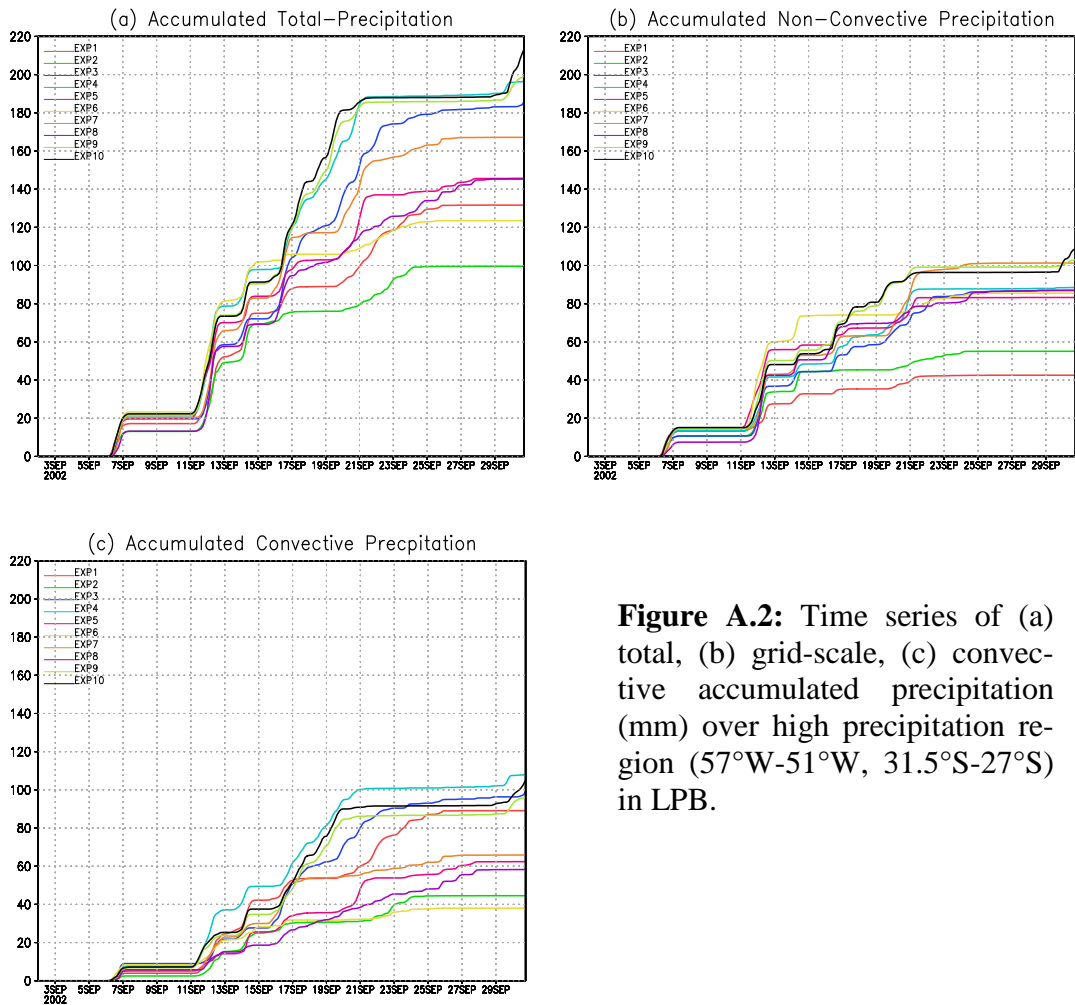 (a) Accumulated Total-Precipitation
220
200
180
160
140
120
100
80
60
40
20
0
EXP1
EXP2
EXP3
EXP4
EXP5
EXP6
EXP7
EXP8
EXP9
EXP10
3SEP 5SEP 7SEP 9SEP 11SEP 13SEP 15SEP 17SEP 19SEP 21SEP 23SEP 25SEP 27SEP 29SEP
2002
(b) Accumulated Non-Convective Precipitation
220
200
180
160
140
120
100
80
60
40
20
0
EXP1
EXP2
EXP3
EXP4
EXP5
EXP6
EXP7
EXP8
EXP9
EXP10
3SEP 5SEP 7SEP 9SEP 11SEP 13SEP 15SEP 17SEP 19SEP 21SEP 23SEP 25SEP 27SEP 29SEP
2002
(c) Accumulated Convective Precpitation
220
200
180
160
140
120
100
80
60
40
20
0
EXP1
EXP2
EXP3
EXP4
EXP5
EXP6
EXP7
EXP8
EXP9
EXP10
3SEP 5SEP 7SEP 9SEP 11SEP 13SEP 15SEP 17SEP 19SEP 21SEP 23SEP 25SEP 27SEP 29SEP
2002
Figure A.2: Time series of (a)
total, (b) grid-scale, (c) convec-
tive accumulated precipitation
(mm) over high precipitation re-
gion (57°W-51°W, 31.5°S-27°S)
in LPB.